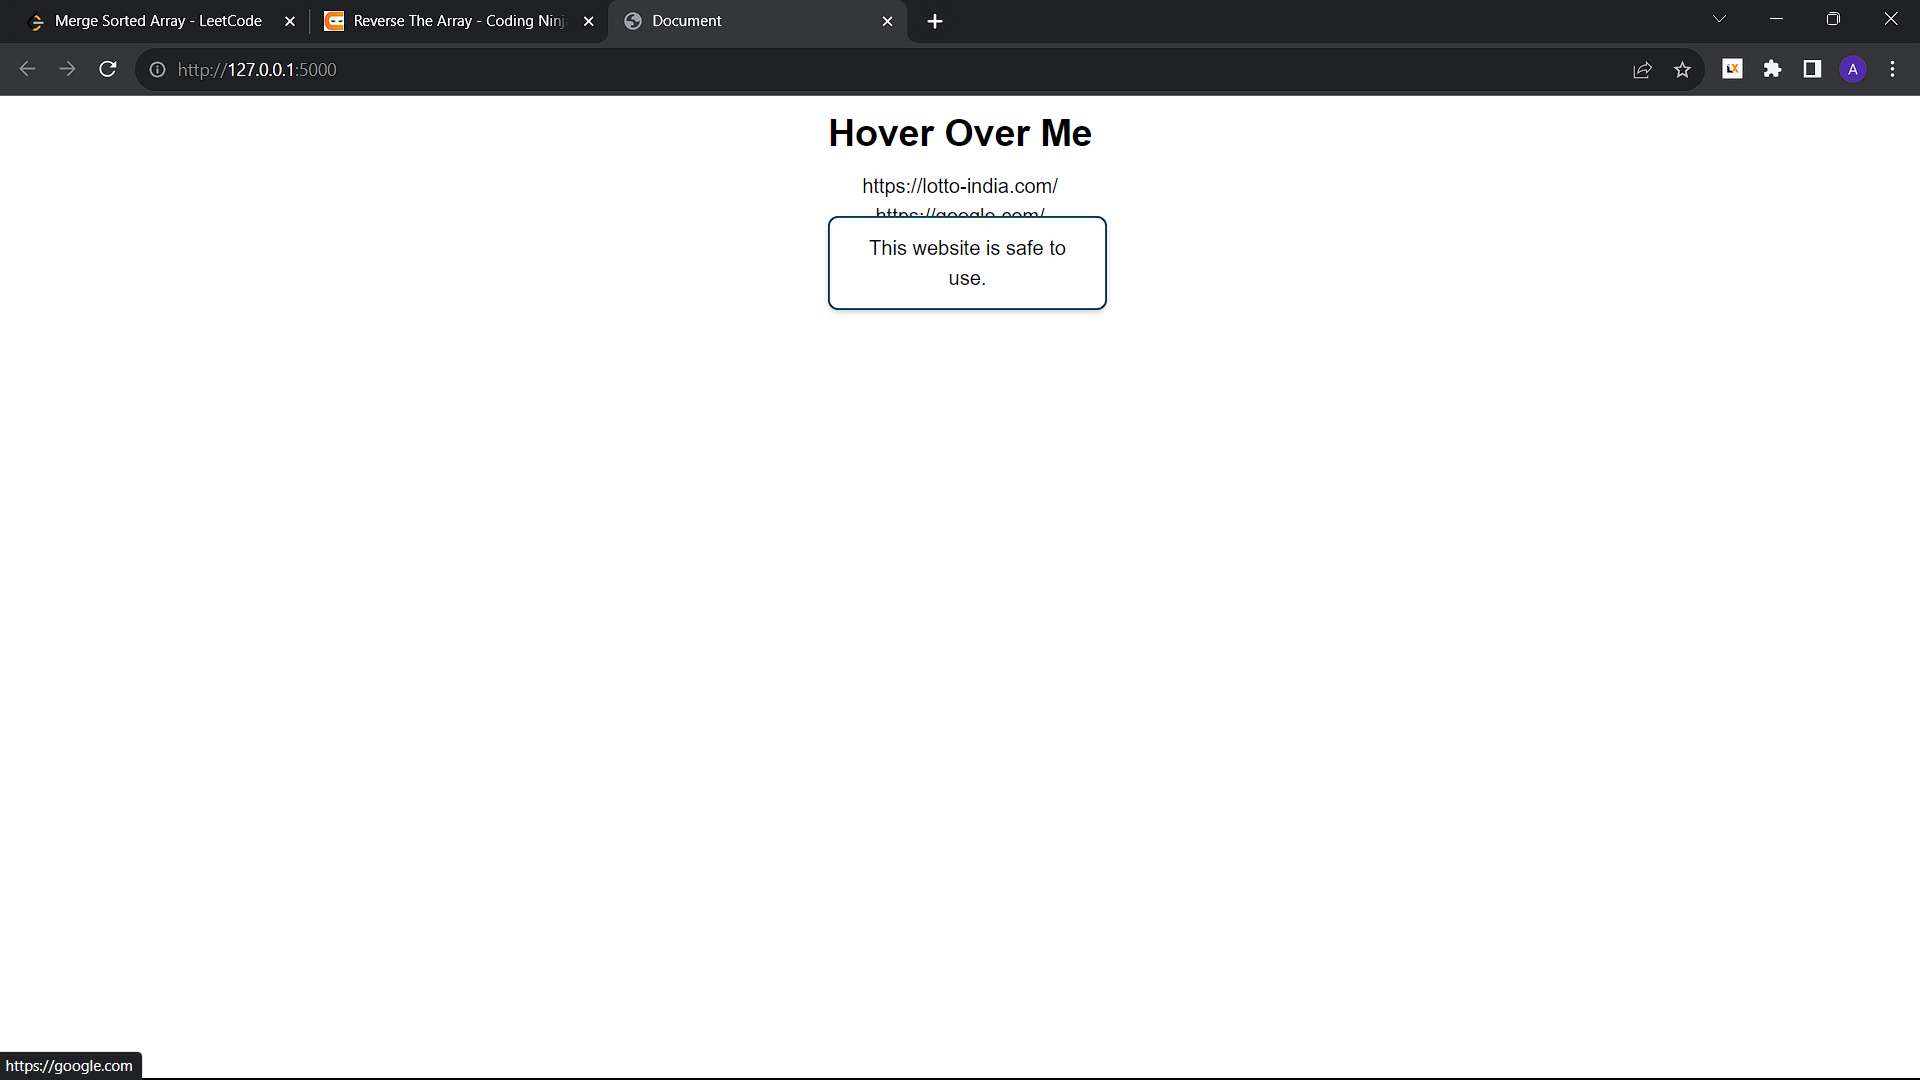 Merge Sorted Array - LeetCode
Reverse The Array - Coding Ninj
Document
http://127.0.0.1:5000
A
Hover Over Me
https://lotto-india.com/
https://google.com/
This website is safe to
use.
https://google.com